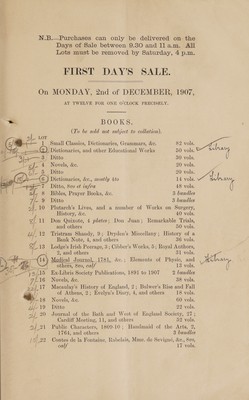 N.B.—Purchases can only be delivered on the
Days of Sale between 9.30 and 11 a.m. All
Lots must be removed by Saturday, 4 p.m.
FIRST DAY'S SALE.
On MONDAY, 2nd of DECEMBER, 1907,
AT TWELVE FOR ONE O'CLOCK PRECISELY.
BOOKS.
(To be sold not subject to collation).
LOT
1 Small Classics, Dictionaries, Grammars, &c. 82 vols.
2 Dictionaries, and other Educational Works 50 vols.
3 Ditto 30 vols.
4 Novels, &c. 20 vols.
5 Ditto 20 vols.
6 Dictionaries, &c., mostly 4to 14 vols.
7 Ditto, two ut infra 48 vols.
8 Bibles, Prayer Books, &c. 3 bundles
9 Ditto 3 bundles
10 Plutarch's Lives, and a number of Works on Surgery,
History, &c. 40 vols.
11 Don Quixote, 4 plates; Don Juan; Remarkable Trials,
and others 50 vols.
12 Tristram Shandy, 9; Dryden's Miscellany; History of a
Bank Note, 4, and others 36 vols.
13 Lodge's Irish Peerage, 3; Cibber's Works, 5; Royal Authors,
2, and others 31 vols.
14 Medical Journal, 1781, &c.; Elements of Physic, and
others, two, calf 11 vols.
15 Ex-Libris Society Publications, 1891 to 1907 2 bundles
16 Novels, &c. 38 vols.
17 Macaulay's History of England, 2; Bulwer's Rise and Fall
of Athens, 2; Evelyn's Diary, 4, and others 18 vols.
18 Novels, &c. 60 vols.
19 Ditto 22 vols.
20 Journal of the Bath and West of England Society, 27;
Cardiff Meeting, 11, and others 52 vols.
21 Public Characters, 1809-10; Handmaid of the Arts, 2,
1764, and others 2 bundles
22 Contes de la Fontaine, Rabelais, Mme. de Sevigné, &c., two,
calf 17 vols.